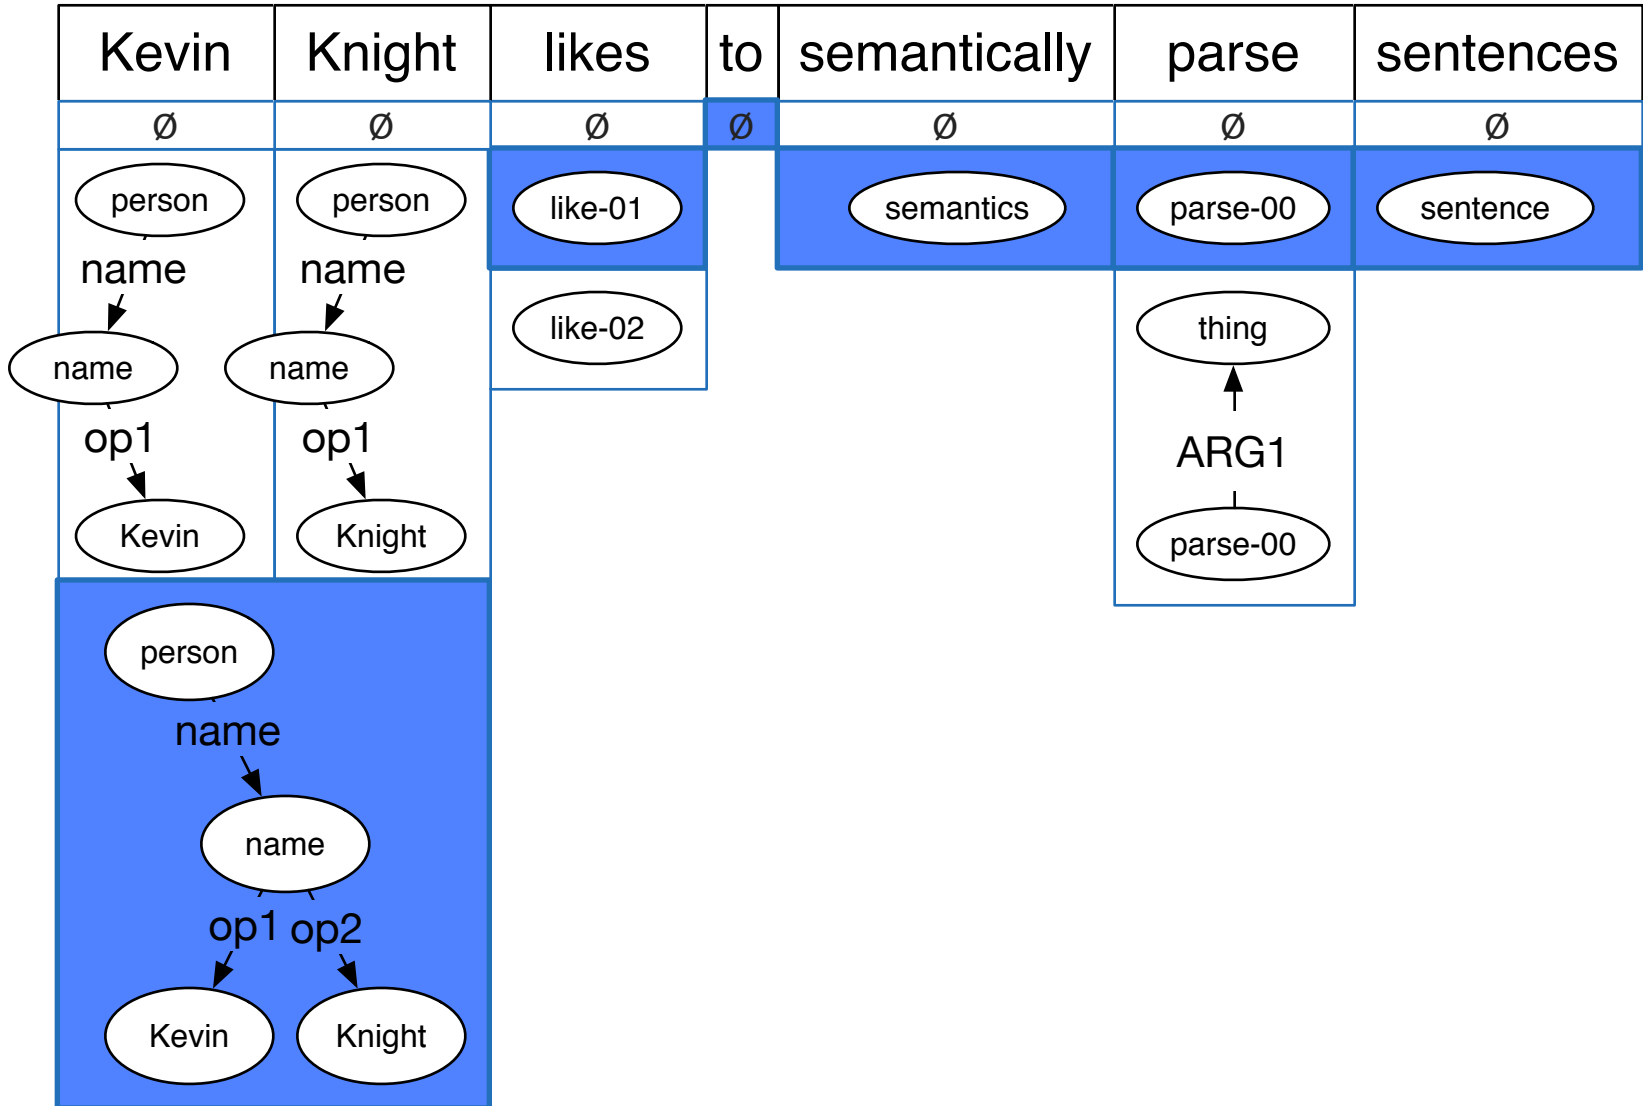 Kevin Knight likes to semantically parse sentences
Ø Ø Ø Ø Ø Ø Ø
person person like-01 semantics parse-00 sentence
name name
like-02 thing
name name
op1 op1 ARG1
Kevin Knight parse-00
person
name
name
op1 op2
Kevin Knight